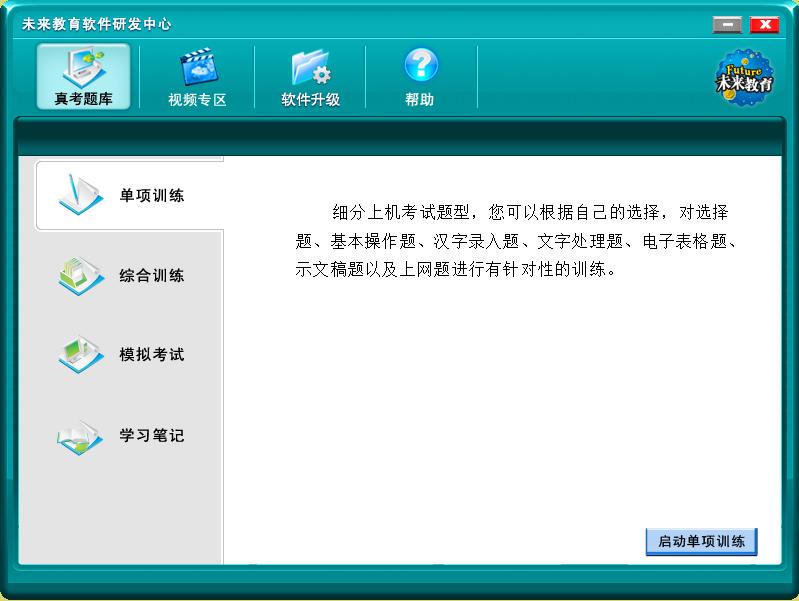 未来教育软件研发中心
真考题库
视频专区
软件升级
帮助
Future
未来教育
单项训练
综合训练
模拟考试
学习笔记
细分上机考试题型，您可以根据自己的选择，对选择
题、基本操作题、汉字录入题、文字处理题、电子表格题、
示文稿题以及上网题进行有针对性的训练。
启动单项训练